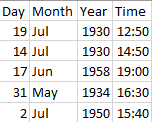 Day Month Year Time
19 Jul 1930 12:50
14 Jul 1930 14:50
17 Jun 1958 19:00
31 May 1934 16:30
2 Jul 1950 15:40